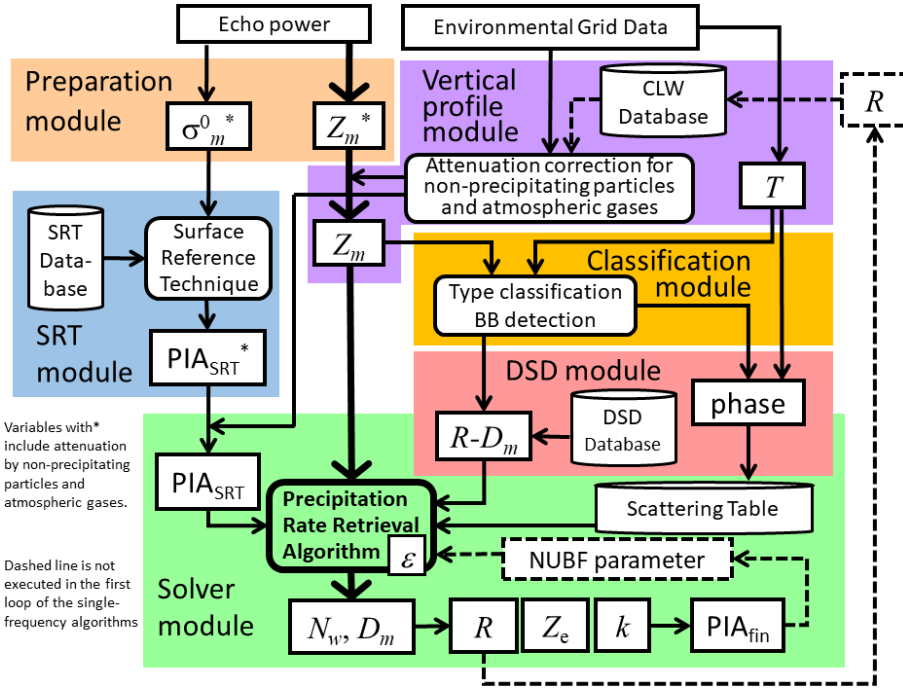 Echo power
Environmental Grid Data
Preparation
module
σ⁰ₘ*
Zₘ*
Vertical
profile
module
CLW
Database
R
Attenuation correction for
non-precipitating particles
and atmospheric gases
T
SRT
Data-
base
Surface
Reference
Technique
Zₘ
Classification
module
Type classification
BB detection
SRT
module
PIA_SRT*
DSD module
phase
R-Dₘ
DSD
Database
Variables with*
include attenuation
by non-precipitating
particles and
atmospheric gases.
PIA_SRT
Precipitation
Rate Retrieval
Algorithm
ε
Scattering Table
NUBF parameter
Dashed line is not
executed in the first
loop of the single-
frequency algorithms
Solver
module
N_w, Dₘ
R
Zₑ
k
PIA_fin